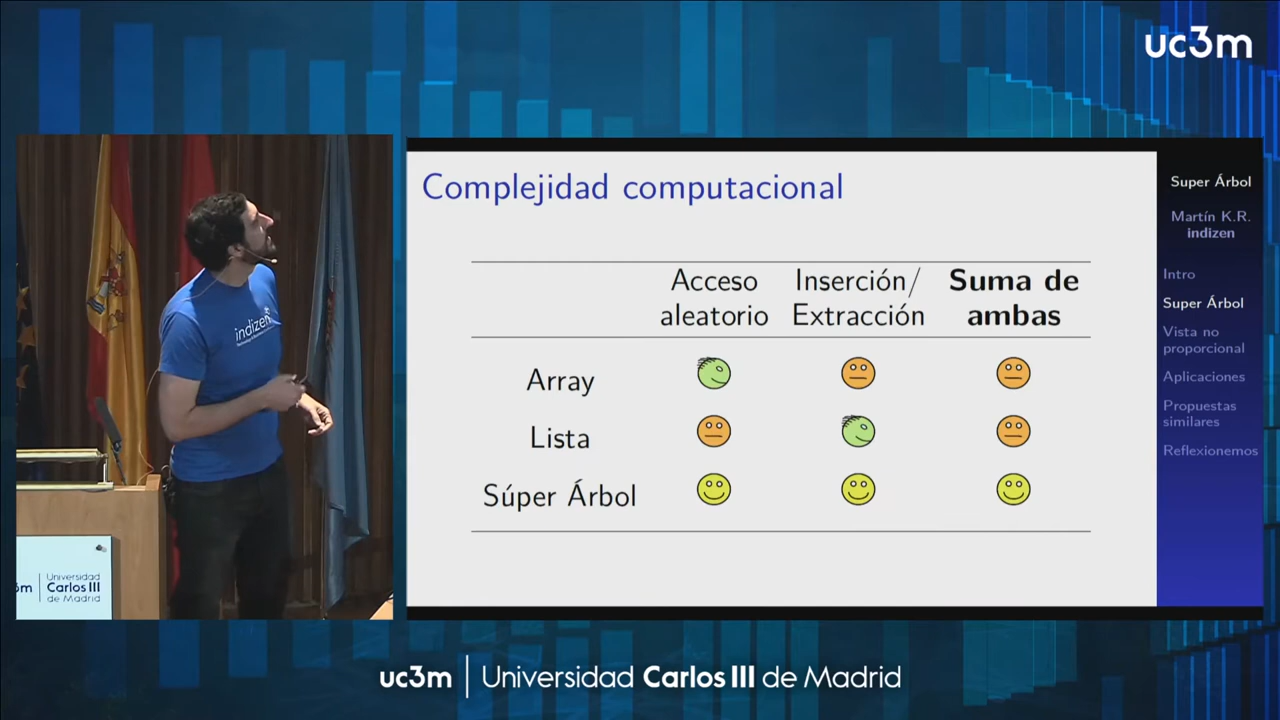 uc3m
Complejidad computacional
Acceso aleatorio
Inserción/ Extracción
Suma de ambas
Array
Lista
Súper Árbol
Super Árbol
Martín K.R.
indizen
Intro
Super Árbol
Vista no
proporcional
Aplicaciones
Propuestas
similares
Reflexionemos
indizen
3m
Universidad
Carlos III
de Madrid
uc3m | Universidad Carlos III de Madrid